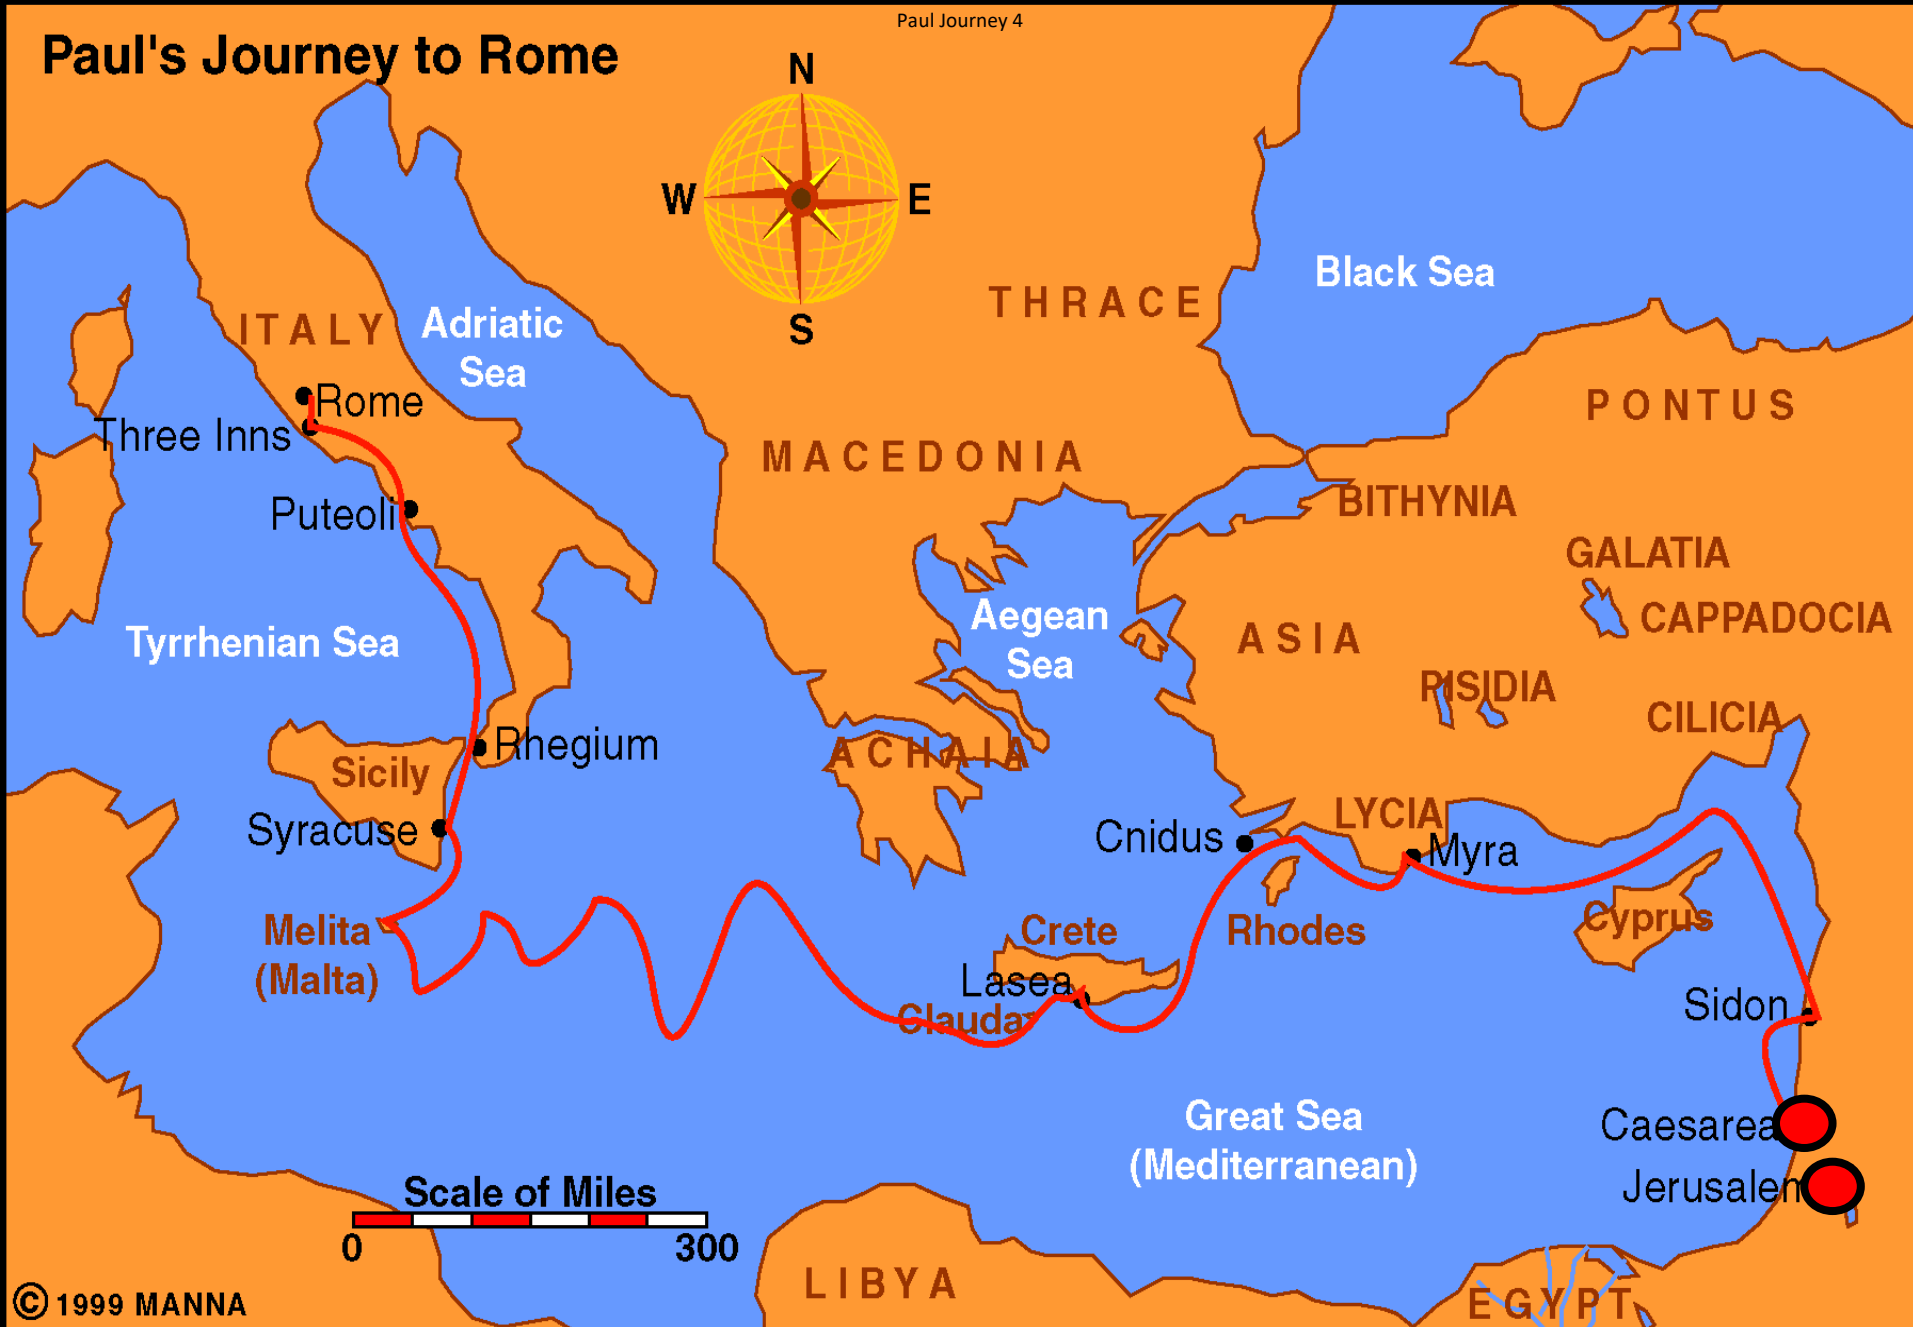 Paul Journey 4
Paul's Journey to Rome
N
W
E
S
Black Sea
THRACE
ITALY
Adriatic
Sea
Rome
Three Inns
PONTUS
MACEDONIA
BITHYNIA
Puteoli
GALATIA
CAPPADOCIA
Aegean
Sea
ASIA
Tyrrhenian Sea
PISIDIA
CILICIA
Rhegium
ACHAIA
Sicily
LYCIA
Syracuse
Cnidus
Myra
Cyprus
Melita
(Malta)
Crete
Rhodes
Lasea
Clauda
Sidon
Great Sea
(Mediterranean)
Caesarea
Jerusalem
Scale of Miles
0
300
LIBYA
EGYPT
© 1999 MANNA